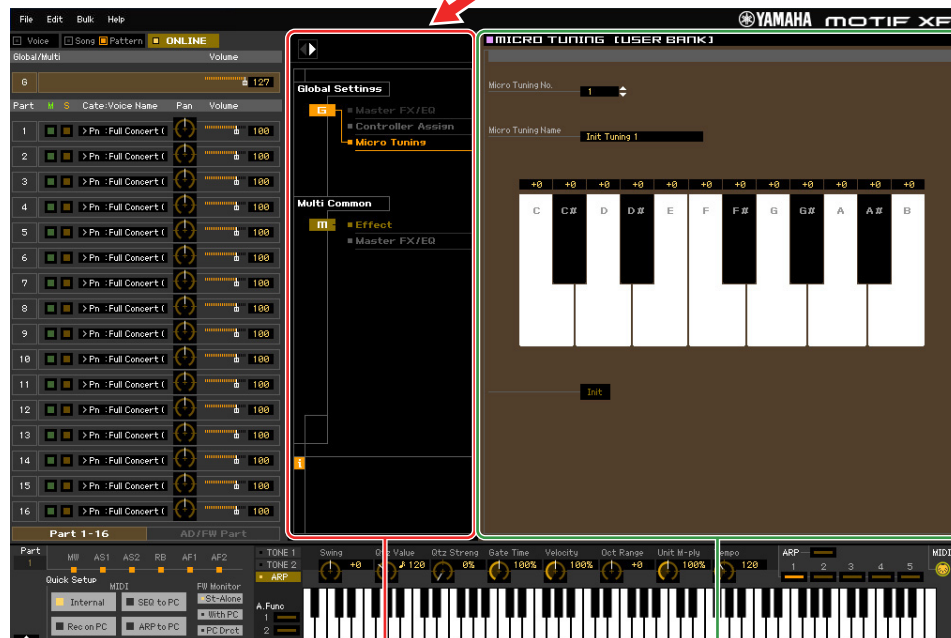 File Edit Bulk Help
YAMAHA MOTIF XF
Voice Song Pattern ONLINE
Global/Multi Volume
G 127
Part M S Cate:Voice Name Pan Volume
1 >Pn :Full Concert ( 100
2 >Pn :Full Concert ( 100
3 >Pn :Full Concert ( 100
4 >Pn :Full Concert ( 100
5 >Pn :Full Concert ( 100
6 >Pn :Full Concert ( 100
7 >Pn :Full Concert ( 100
8 >Pn :Full Concert ( 100
9 >Pn :Full Concert ( 100
10 >Pn :Full Concert ( 100
11 >Pn :Full Concert ( 100
12 >Pn :Full Concert ( 100
13 >Pn :Full Concert ( 100
14 >Pn :Full Concert ( 100
15 >Pn :Full Concert ( 100
16 >Pn :Full Concert ( 100
Part 1-16 AD/FW Part
Global Settings
G Master FX/EQ
Controller Assign
Micro Tuning
Multi Common
m Effect
Master FX/EQ
i
MICRO TUNING (USER BANK)
Micro Tuning No. 1
Micro Tuning Name Init Tuning 1
+0 +0 +0 +0 +0 +0 +0 +0 +0 +0 +0 +0
C C# D D# E F F# G G# A A# B
Init
Part MW AS1 AS2 RB AF1 AF2
1
Quick Setup MIDI FW Monitor
Internal SEQ to PC St-Alone
With PC
Rec on PC ARP to PC PC Drct
TONE 1
TONE 2
ARP
A.Func
1
2
Swing Value Qtz Streng Gate Time Velocity Oct Range Unit M-ply
+0 120 0% 100% 100% +0 100% 120
ARP MIDI
1 2 3 4 5